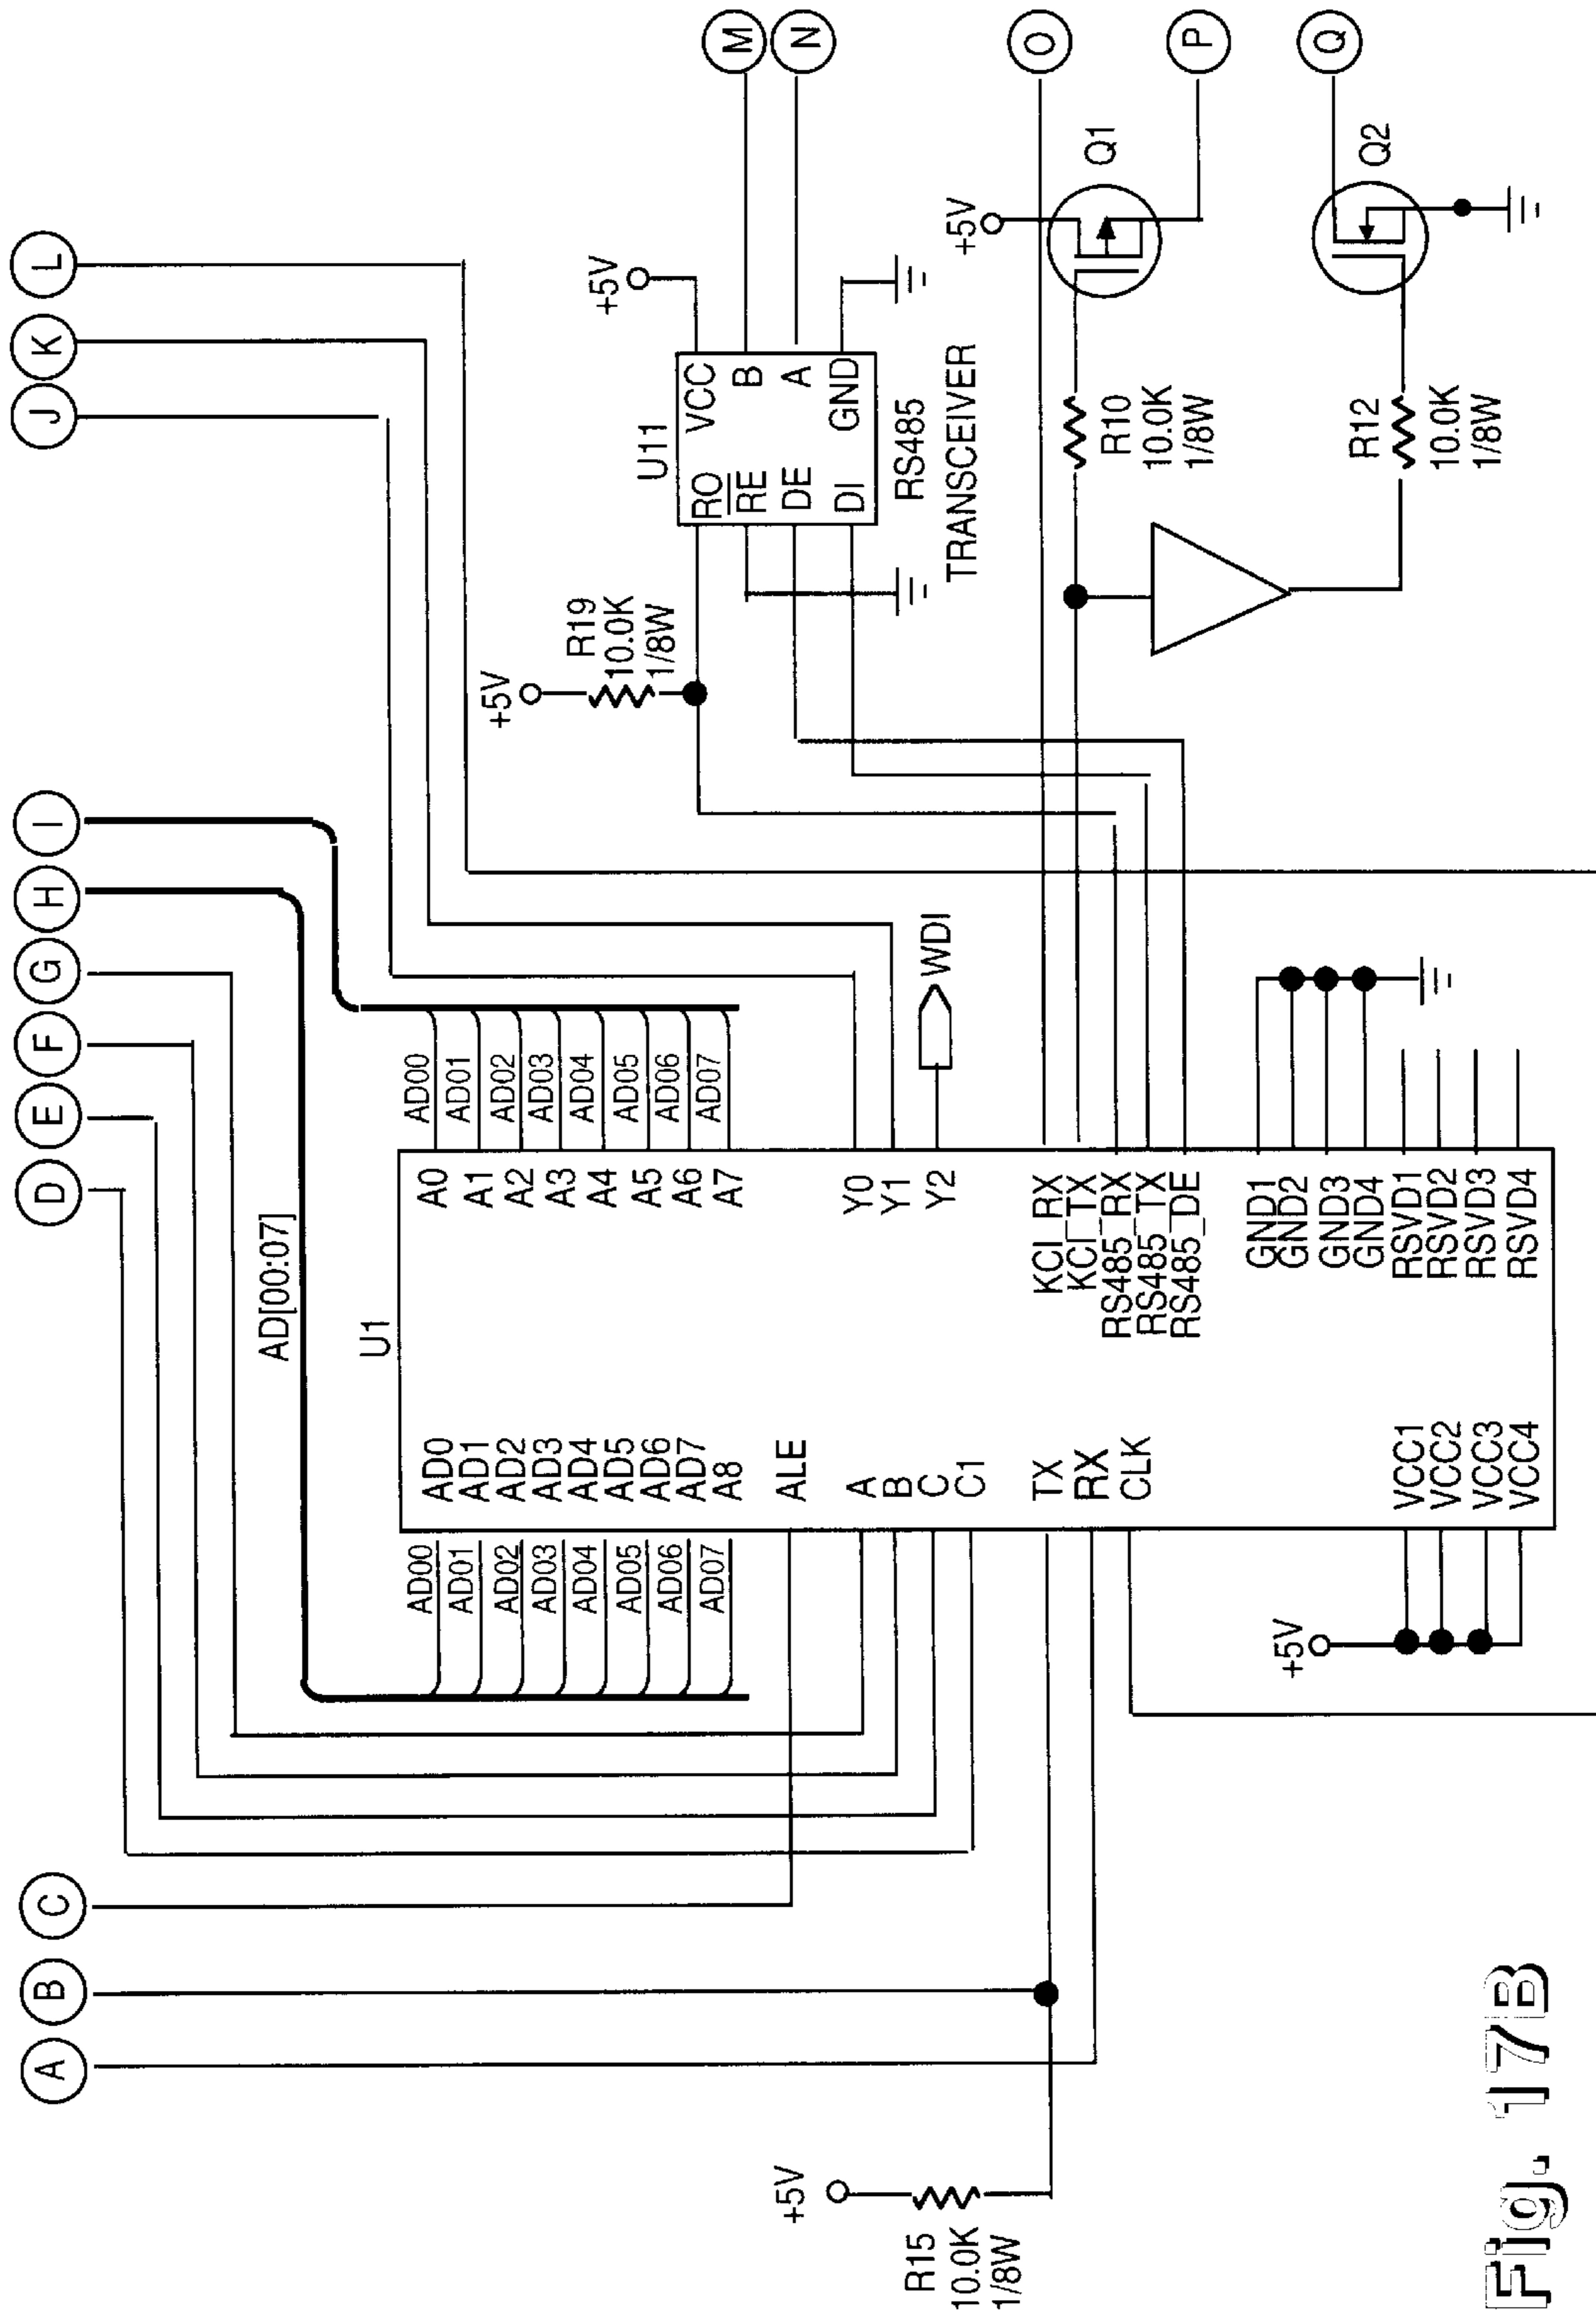 A
B
C
D
E
F
G
H
I
J
K
L
AD[00:07]
U1
AD00
AD01
AD02
AD03
AD04
AD05
AD06
AD07
AD0
AD1
AD2
AD3
AD4
AD5
AD6
AD7
A8
ALE
A
B
C
C1
TX
RX
CLK
VCC1
VCC2
VCC3
VCC4
+5V
A0
A1
A2
A3
A4
A5
A6
A7
Y0
Y1
Y2
KCI_RX
KCI_TX
RS485_RX
RS485_TX
RS485_DE
GND1
GND2
GND3
GND4
RSVD1
RSVD2
RSVD3
RSVD4
AD00
AD01
AD02
AD03
AD04
AD05
AD06
AD07
WDI
+5V
R15
10.0K
1/8W
+5V
R19
10.0K
1/8W
U11
RO
RE
DE
DI
VCC
B
A
GND
RS485
TRANSCEIVER
+5V
M
N
O
P
Q
+5V
Q1
R10
10.0K
1/8W
Q2
R12
10.0K
1/8W
Fig. 17B